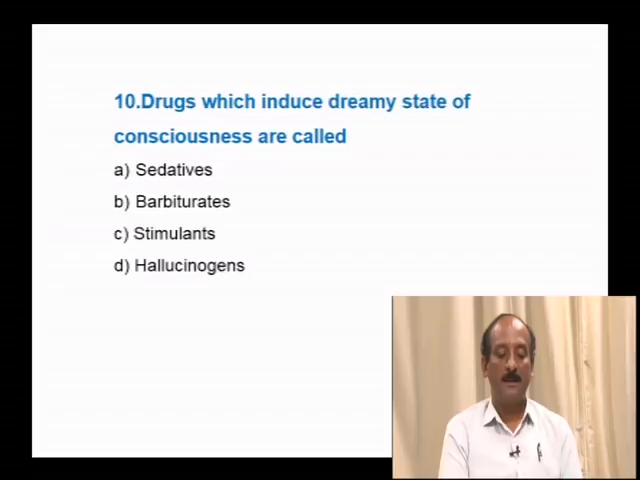 10.Drugs which induce dreamy state of
consciousness are called
a) Sedatives
b) Barbiturates
c) Stimulants
d) Hallucinogens